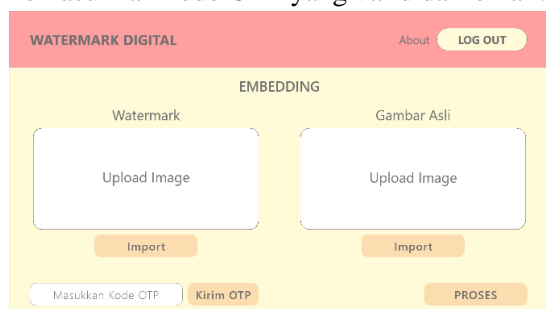 WATERMARK DIGITAL About LOG OUT
EMBEDDING
Watermark Gambar Asli
Upload Image Upload Image
Import Import
Masukkan Kode OTP Kirim OTP PROSES